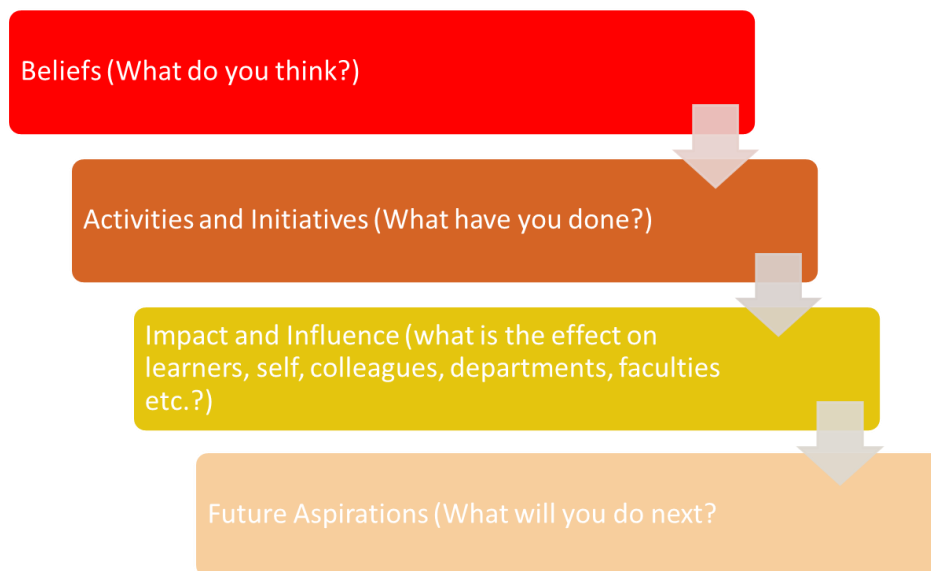 Beliefs (What do you think?)
Activities and Initiatives (What have you done?)
Impact and Influence (what is the effect on
learners, self, colleagues, departments, faculties
etc.?)
Future Aspirations (What will you do next?